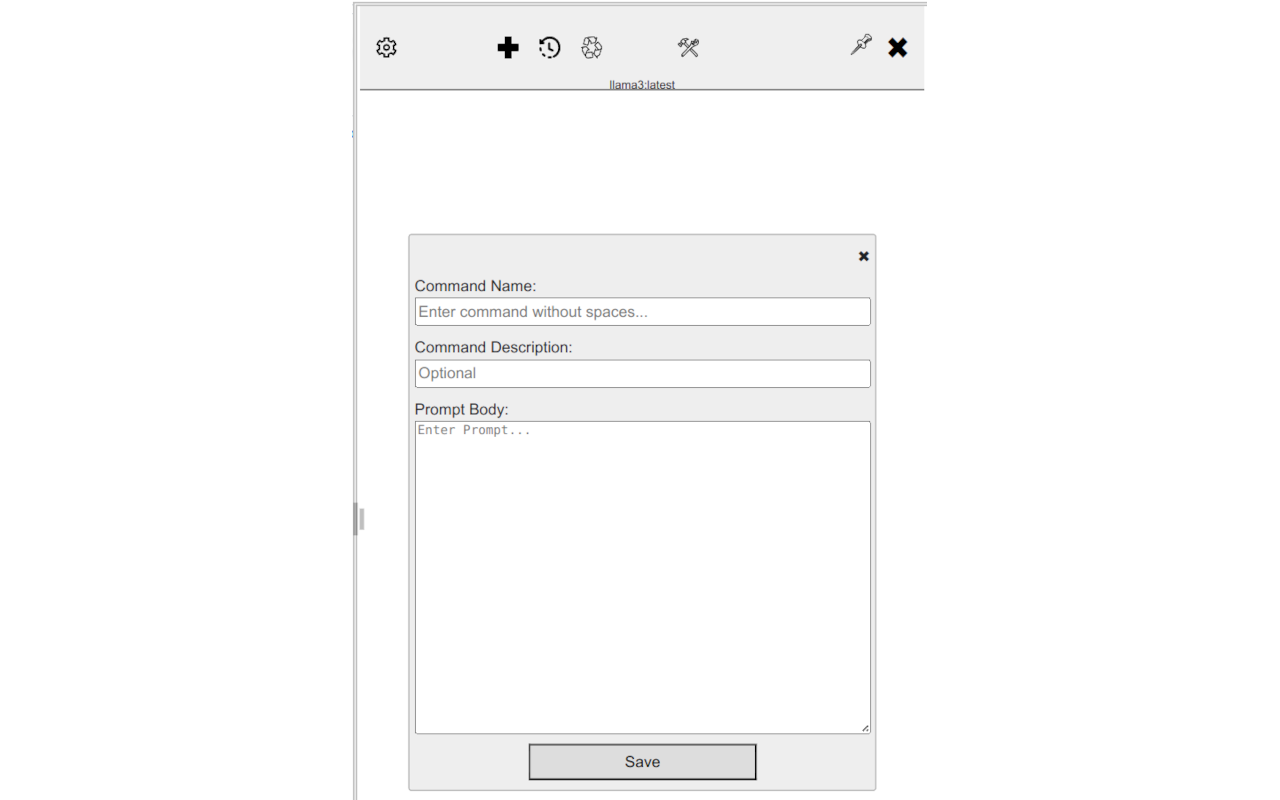 llama3:latest
Command Name:
Enter command without spaces...
Command Description:
Optional
Prompt Body:
Enter Prompt...
Save